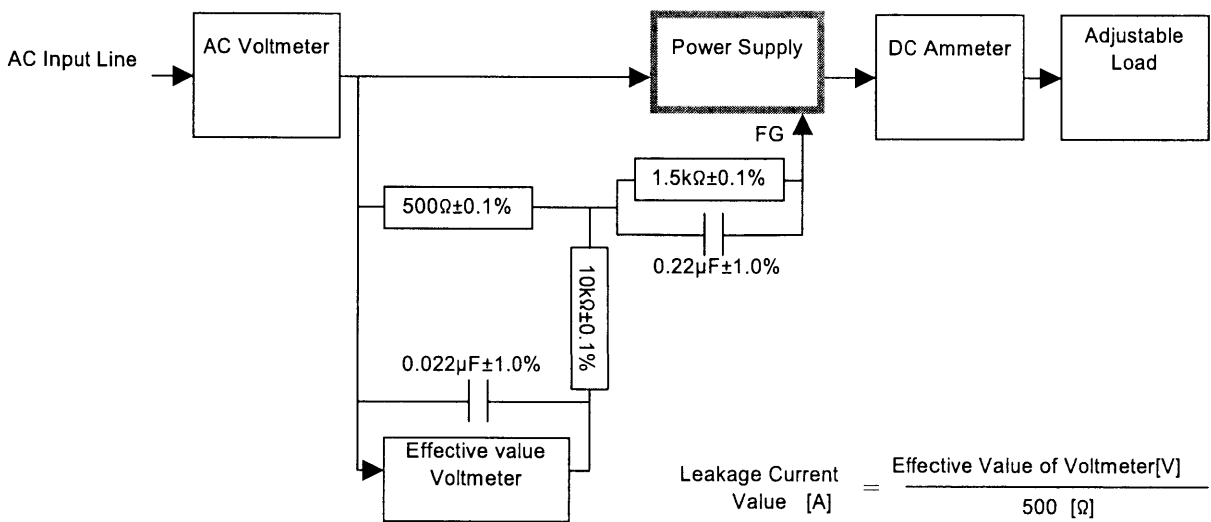 AC Input Line
AC Voltmeter
Power Supply
DC Ammeter
Adjustable
Load
FG
500Ω±0.1%
1.5kΩ±0.1%
0.22µF±1.0%
10kΩ±0.1%
0.022µF±1.0%
Effective value
Voltmeter
Leakage Current
Value [A]
=
Effective Value of Voltmeter[V]
500 [Ω]